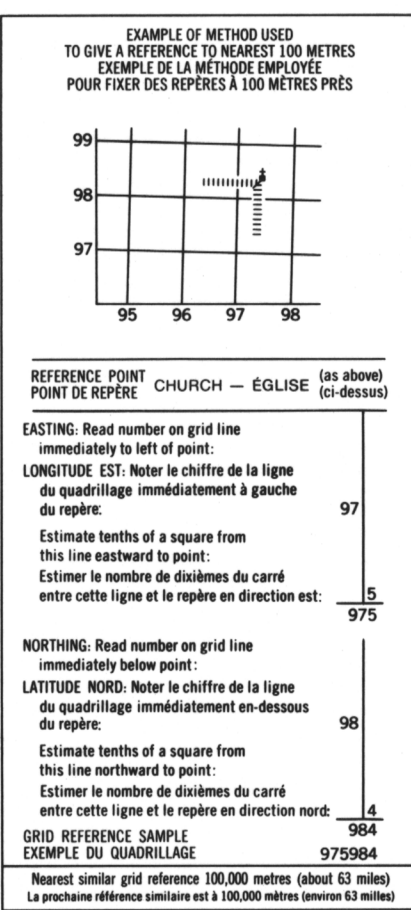 EXAMPLE OF METHOD USED
TO GIVE A REFERENCE TO NEAREST 100 METRES
EXEMPLE DE LA MÉTHODE EMPLOYÉE
POUR FIXER DES REPÈRES À 100 MÈTRES PRÈS
99
98
97
95 96 97 98
REFERENCE POINT CHURCH — ÉGLISE (as above)
POINT DE REPÈRE (ci-dessus)
EASTING: Read number on grid line
immediately to left of point:
LONGITUDE EST: Noter le chiffre de la ligne
du quadrillage immédiatement à gauche
du repère: 97
Estimate tenths of a square from
this line eastward to point:
Estimer le nombre de dixièmes du carré
entre cette ligne et le repère en direction est: 5
975
NORTHING: Read number on grid line
immediately below point:
LATITUDE NORD: Noter le chiffre de la ligne
du quadrillage immédiatement en-dessous
du repère: 98
Estimate tenths of a square from
this line northward to point:
Estimer le nombre de dixièmes du carré
entre cette ligne et le repère en direction nord: 4
984
GRID REFERENCE SAMPLE
EXEMPLE DU QUADRILLAGE 975984
Nearest similar grid reference 100,000 metres (about 63 miles)
La prochaine référence similaire est à 100,000 mètres (environ 63 milles)